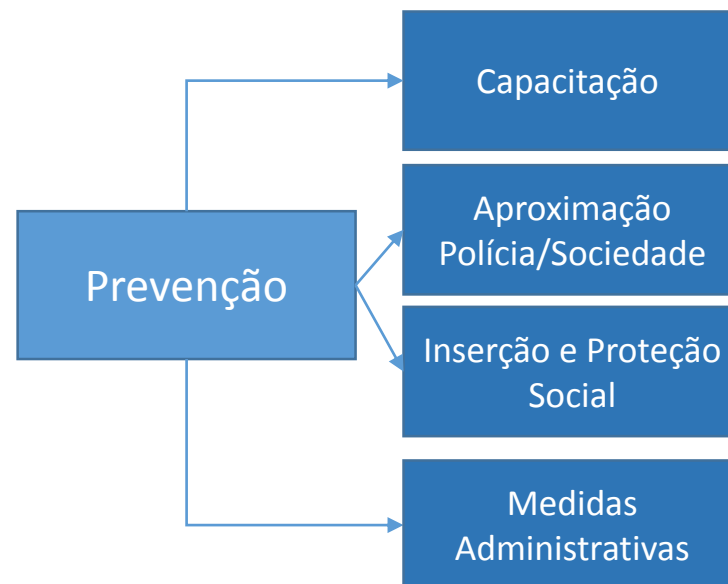 Capacitação
Aproximação
Polícia/Sociedade
Prevenção
Inserção e Proteção
Social
Medidas
Administrativas